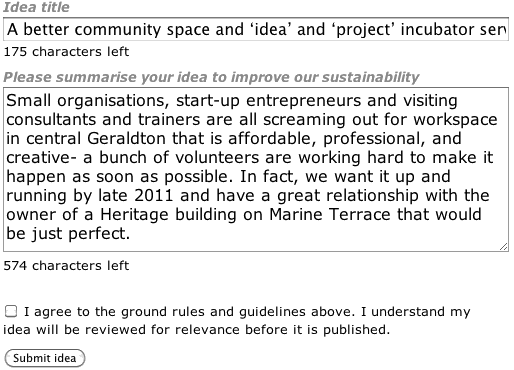 Idea title
A better community space and ‘idea’ and ‘project’ incubator serv
175 characters left
Please summarise your idea to improve our sustainability
Small organisations, start-up entrepreneurs and visiting
consultants and trainers are all screaming out for workspace
in central Geraldton that is affordable, professional, and
creative- a bunch of volunteers are working hard to make it
happen as soon as possible. In fact, we want it up and
running by late 2011 and have a great relationship with the
owner of a Heritage building on Marine Terrace that would
be just perfect.
574 characters left
I agree to the ground rules and guidelines above. I understand my
idea will be reviewed for relevance before it is published.
Submit idea